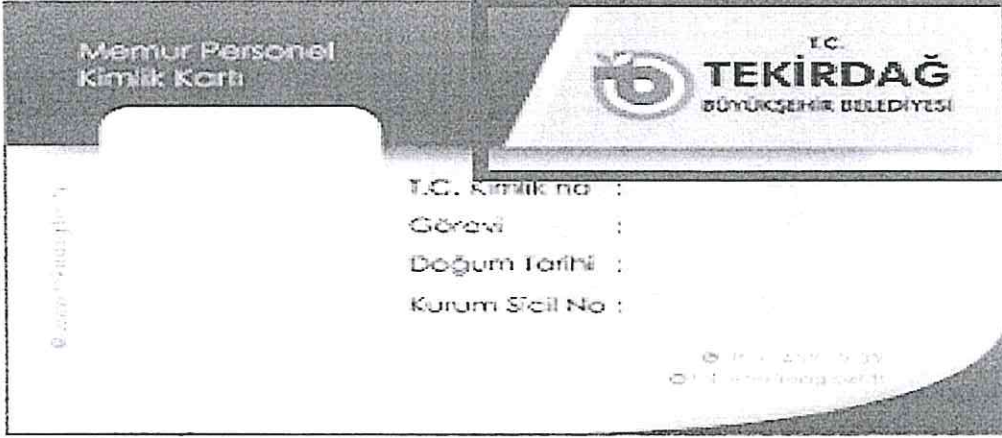 Memur Personel
Kimlik Kartı
T.C.
TEKİRDAĞ
BÜYÜKŞEHİR BELEDİYESİ
T.C. Kimlik no :
Görevi :
Doğum Tarihi :
Kurum Sicil No :